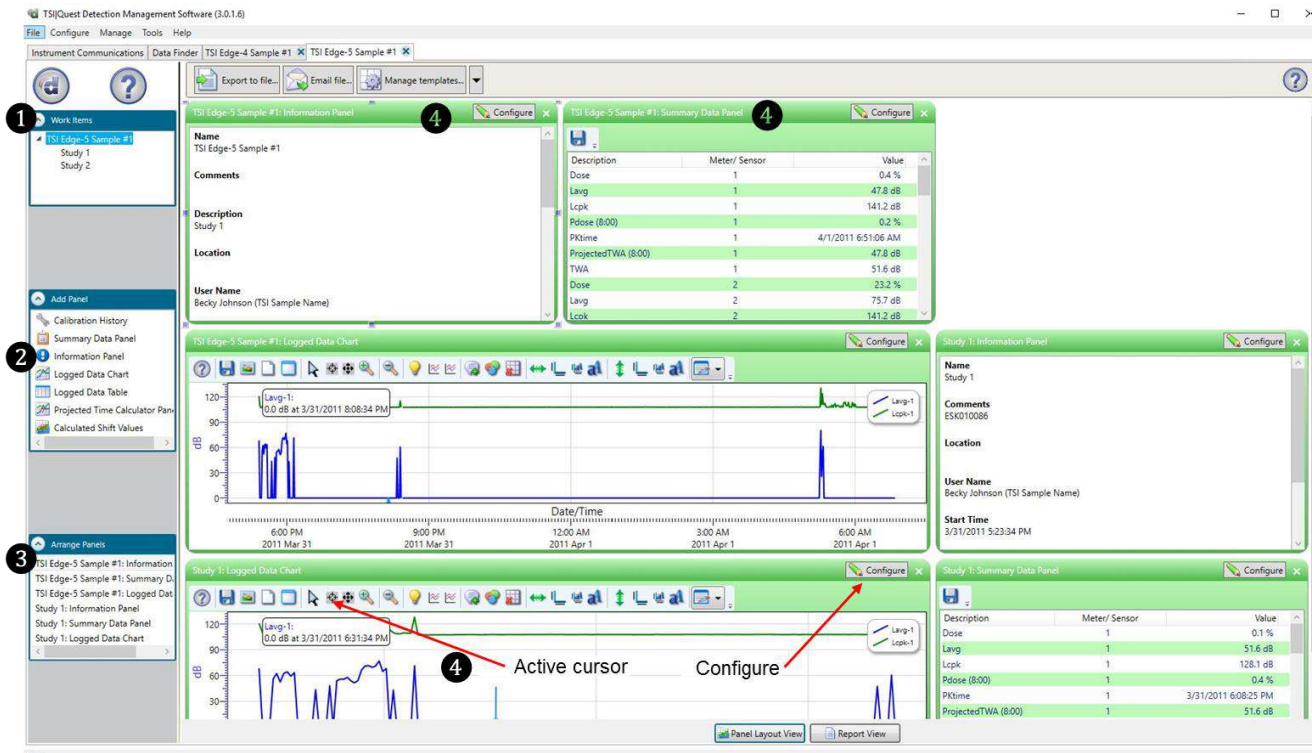 TSI|Quest Detection Management Software (3.0.1.6)
File Configure Manage Tools Help
Instrument Communications Data Finder TSI Edge-4 Sample #1 TSI Edge-5 Sample #1
Export to file... Email file... Manage templates...
1
Work Items
TSI Edge-5 Sample #1
Study 1
Study 2
Add Panel
Calibration History
Summary Data Panel
2
Information Panel
Logged Data Chart
Logged Data Table
Projected Time Calculator Pan
Calculated Shift Values
3
Arrange Panels
TSI Edge-5 Sample #1: Information
TSI Edge-5 Sample #1: Summary D
TSI Edge-5 Sample #1: Logged Dat
Study 1: Information Panel
Study 1: Summary Data Panel
Study 1: Logged Data Chart
TSI Edge-5 Sample #1: Information Panel
4
Configure
Name
TSI Edge-5 Sample #1
Comments
Description
Study 1
Location
User Name
Becky Johnson (TSI Sample Name)
TSI Edge-5 Sample #1: Summary Data Panel
4
Configure
Description Meter/ Sensor Value
Dose 1 0.4 %
Lavg 1 47.8 dB
Lcpk 1 141.2 dB
Pdose (8:00) 1 0.2 %
PKtime 1 4/1/2011 6:51:06 AM
ProjectedTWA (8:00) 1 47.8 dB
TWA 1 51.6 dB
Dose 2 23.2 %
Lavg 2 75.7 dB
Lcpk 2 141.2 dB
TSI Edge-5 Sample #1: Logged Data Chart
Configure
Lavg-1:
0.0 dB at 3/31/2011 8:08:34 PM
Lavg-1
Lcpk-1
dB
120
90
60
30
0
Date/Time
6:00 PM 9:00 PM 12:00 AM 3:00 AM 6:00 AM
2011 Mar 31 2011 Mar 31 2011 Apr 1 2011 Apr 1 2011 Apr 1
Study 1: Information Panel
Configure
Name
Study 1
Comments
ESK010086
Location
User Name
Becky Johnson (TSI Sample Name)
Start Time
3/31/2011 5:23:34 PM
Study 1: Logged Data Chart
Configure
Lavg-1:
0.0 dB at 3/31/2011 6:31:34 PM
Lavg-1
Lcpk-1
dB
120
90
60
30
4
Active cursor
Configure
Study 1: Summary Data Panel
Configure
Description Meter/ Sensor Value
Dose 1 0.1 %
Lavg 1 51.6 dB
Lcpk 1 128.1 dB
Pdose (8:00) 1 0.4 %
PKtime 1 3/31/2011 6:08:25 PM
ProjectedTWA (8:00) 1 51.6 dB
Panel Layout View Report View